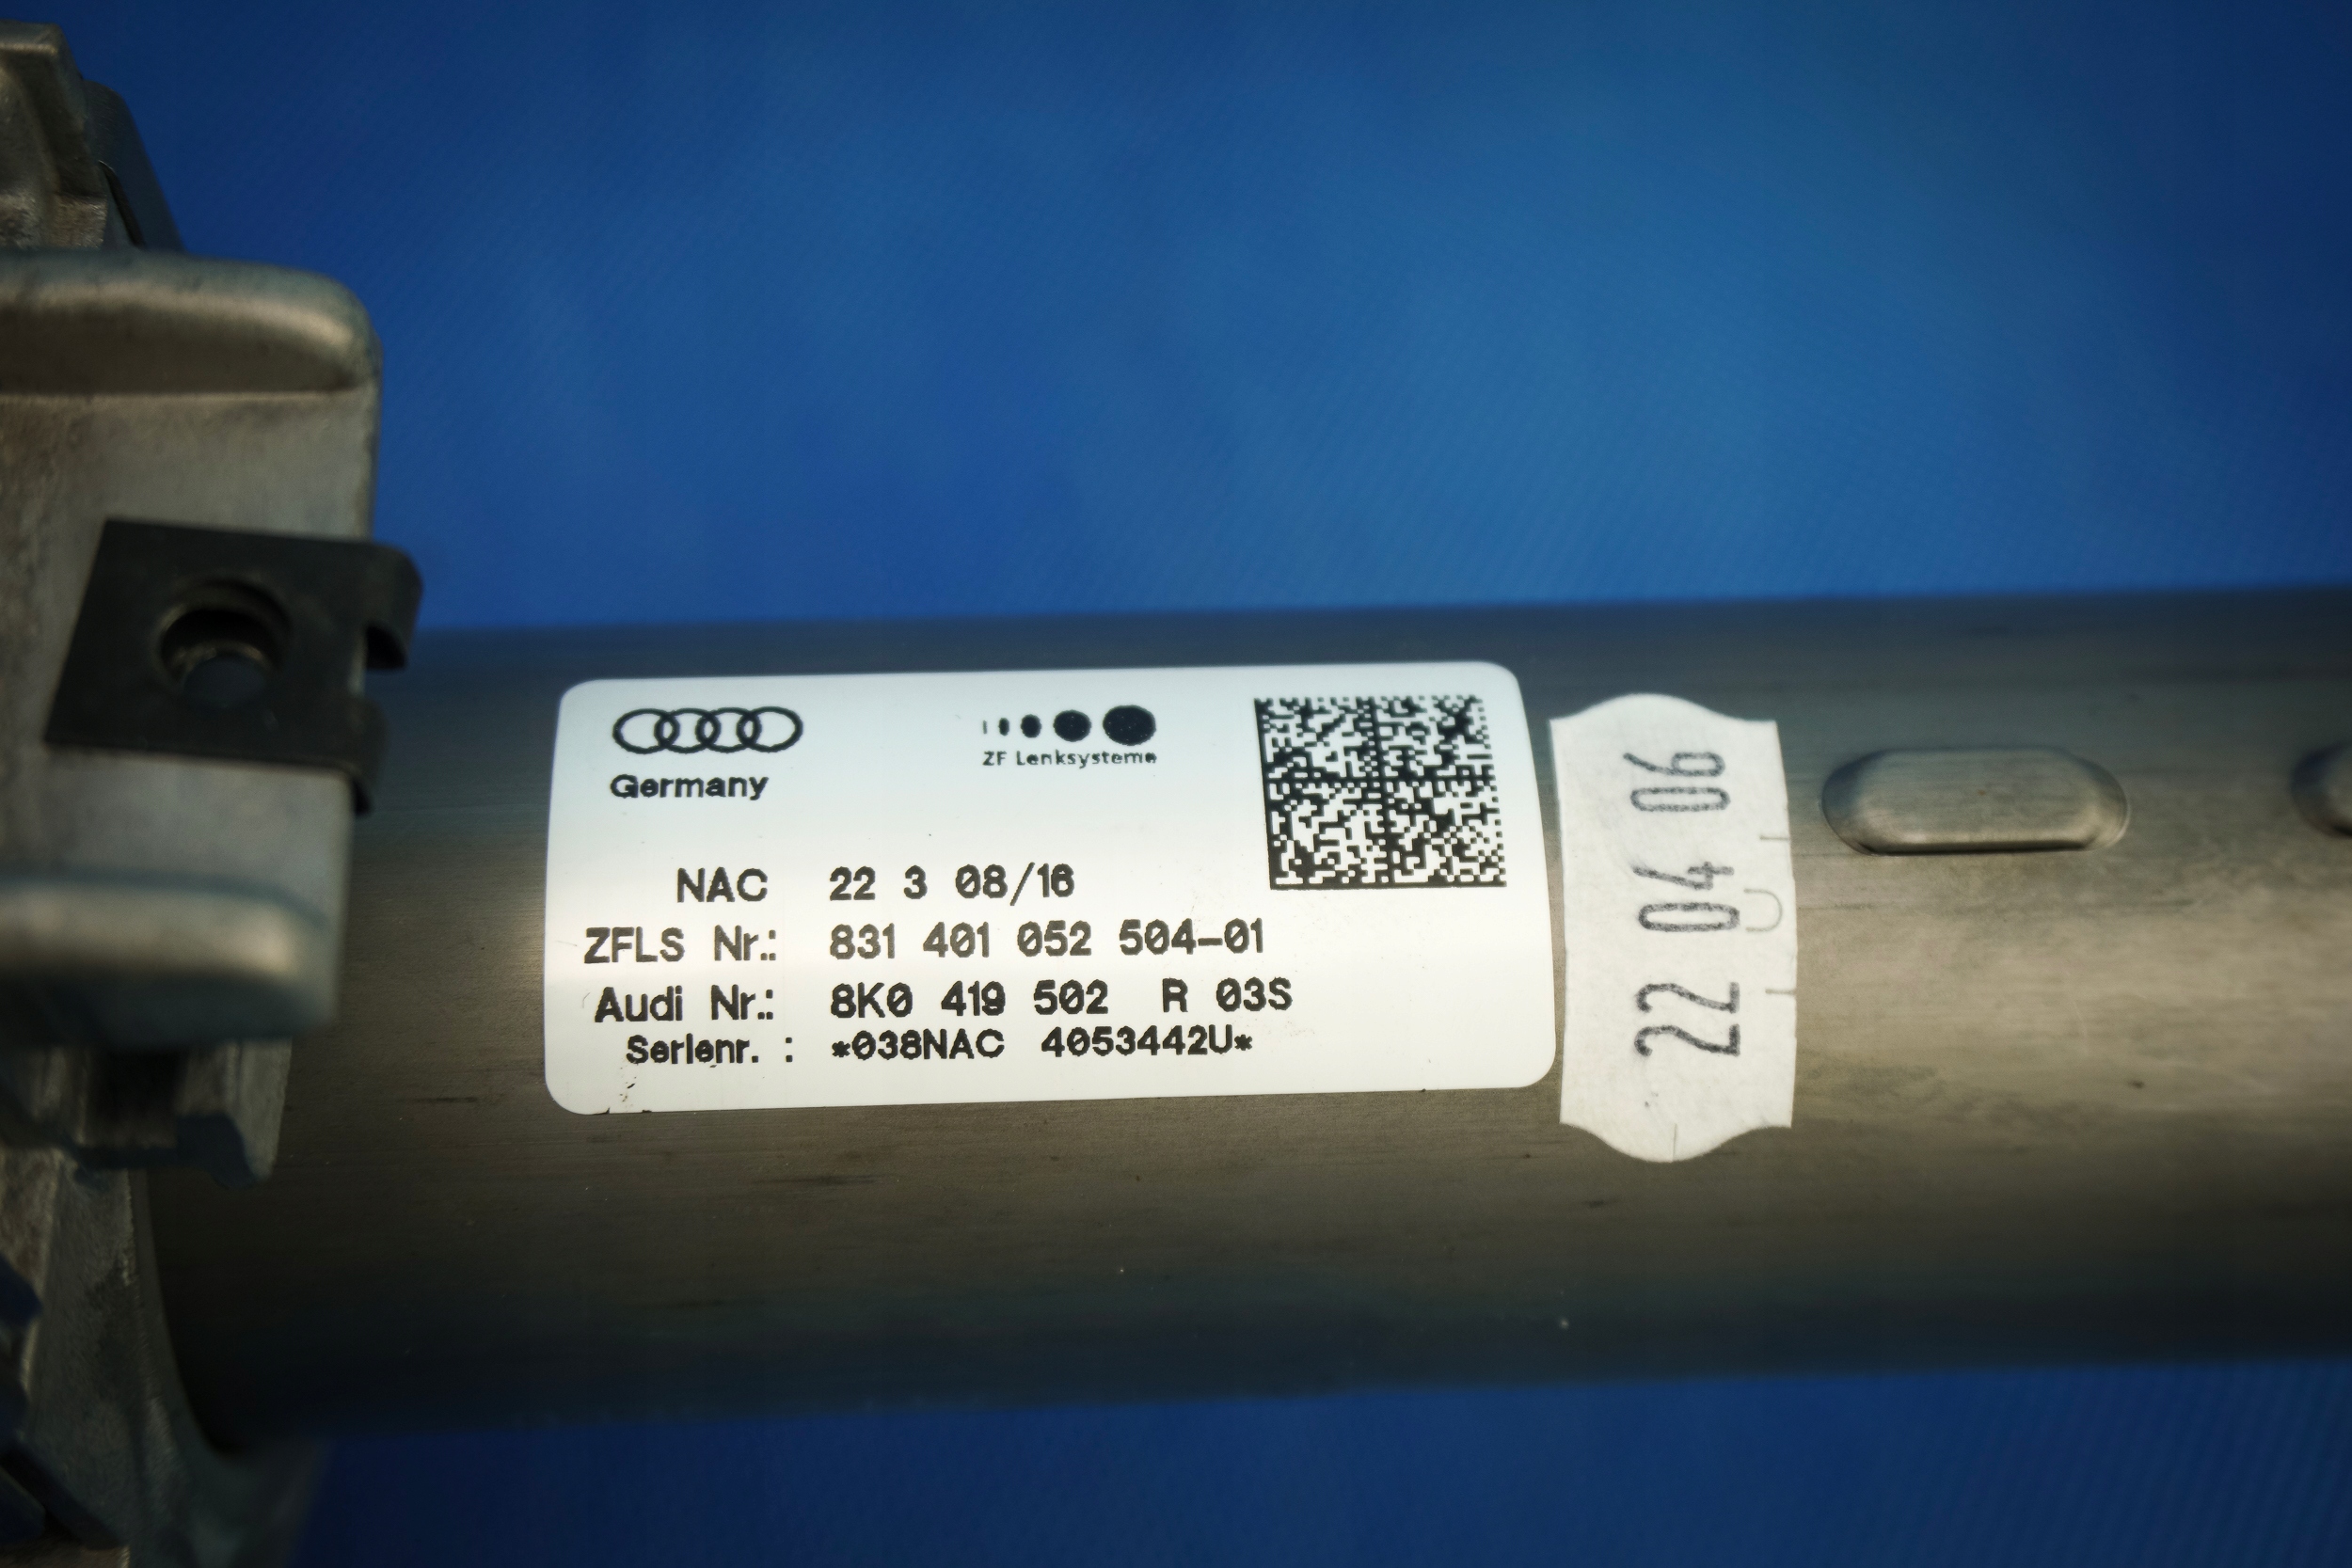 Germany
ZF Lenksysteme
NAC 22 3 08/16
ZFLS Nr.: 831 401 052 504-01
Audi Nr.: 8K0 419 502 R 03S
Serienr. : *038NAC 4053442U*
22 04 06